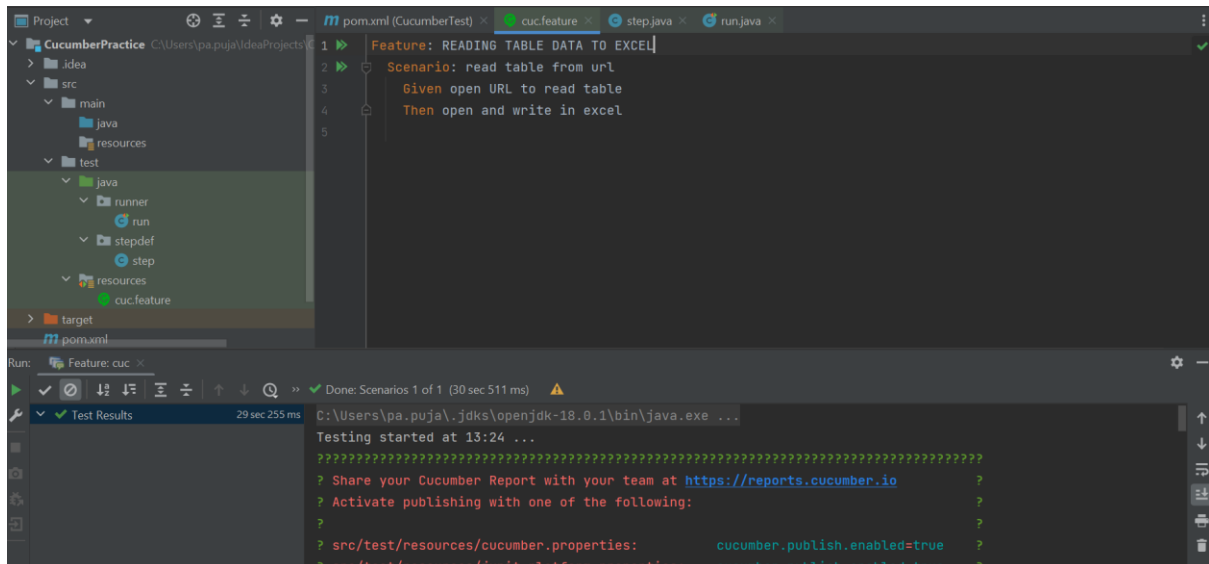 Project
pom.xml (CucumberTest)
cuc.feature
step.java
run.java
CucumberPractice C:\Users\pa.puja\IdeaProjects\C
.idea
src
main
java
resources
test
java
runner
run
stepdef
step
resources
cuc.feature
target
pom.xml
1 Feature: READING TABLE DATA TO EXCEL
2 Scenario: read table from url
3 Given open URL to read table
4 Then open and write in excel
5
Run: Feature: cuc
» Done: Scenarios 1 of 1 (30 sec 511 ms)
Test Results 29 sec 255 ms
C:\Users\pa.puja\.jdks\openjdk-18.0.1\bin\java.exe ...
Testing started at 13:24 ...
? Share your Cucumber Report with your team at https://reports.cucumber.io ?
? Activate publishing with one of the following: ?
? ?
? src/test/resources/cucumber.properties: cucumber.publish.enabled=true ?